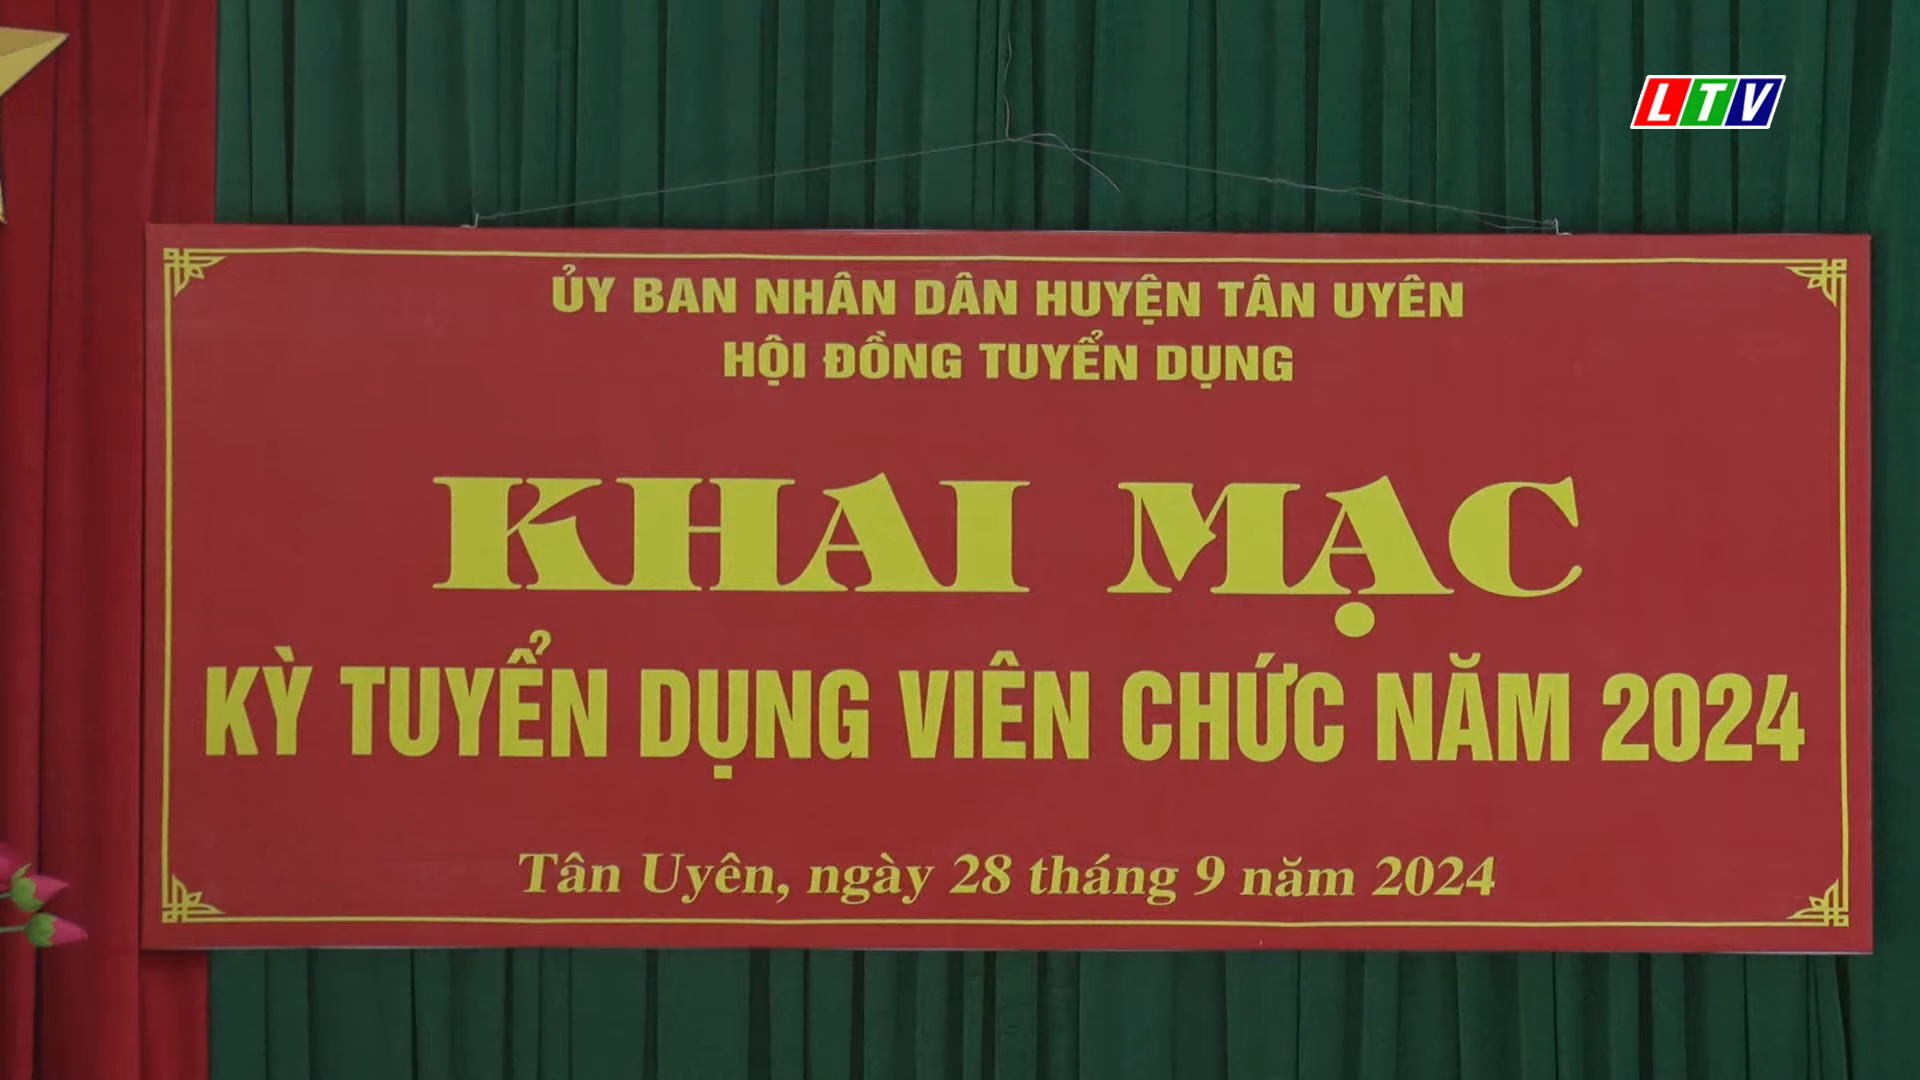 LTV
ỦY BAN NHÂN DÂN HUYỆN TÂN UYÊN
HỘI ĐỒNG TUYỂN DỤNG
KHAI MẠC
KỲ TUYỂN DỤNG VIÊN CHỨC NĂM 2024
Tân Uyên, ngày 28 tháng 9 năm 2024